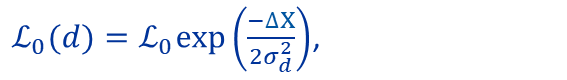 ℒ₀(d) = ℒ₀ exp(−ΔX / 2σ_d²),